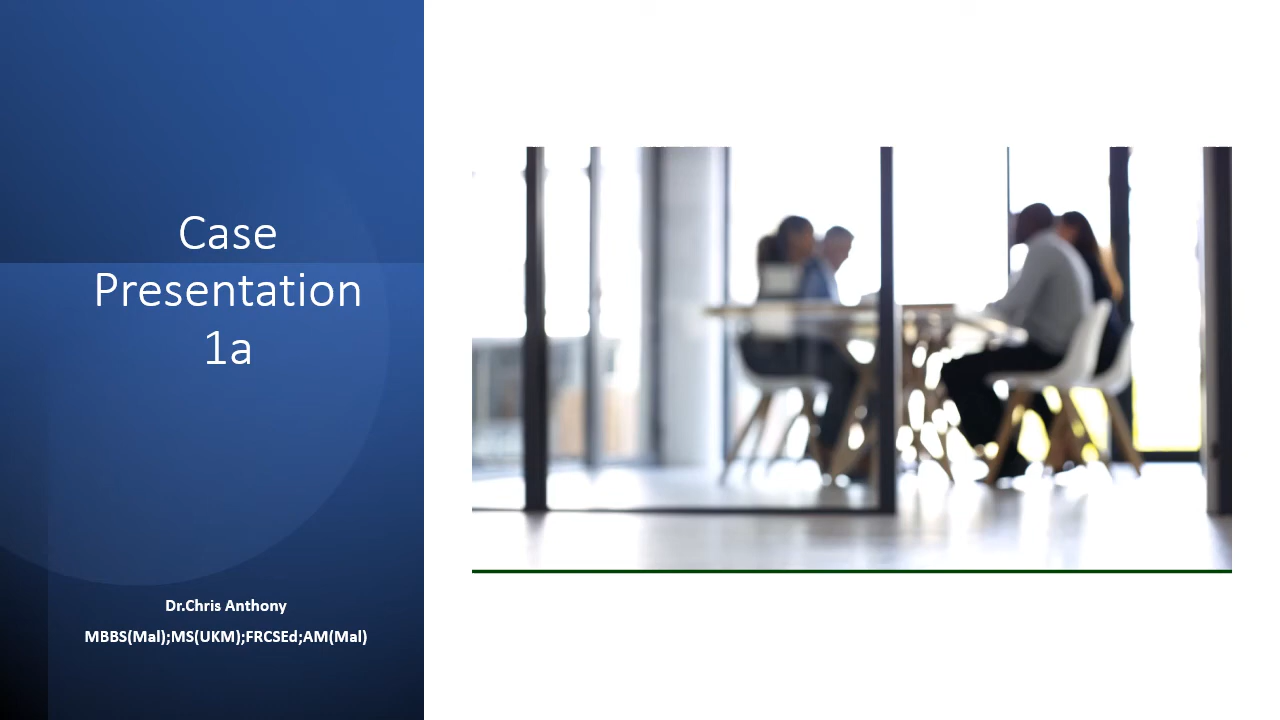 Case
Presentation
1a
Dr.Chris Anthony
MBBS(Mal);MS(UKM);FRCSEd;AM(Mal)